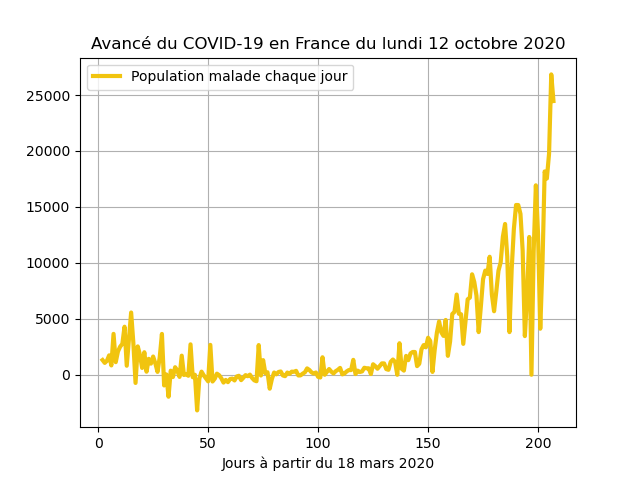 Avancé du COVID-19 en France du lundi 12 octobre 2020
Population malade chaque jour
25000
20000
15000
10000
5000
0
0 50 100 150 200
Jours à partir du 18 mars 2020